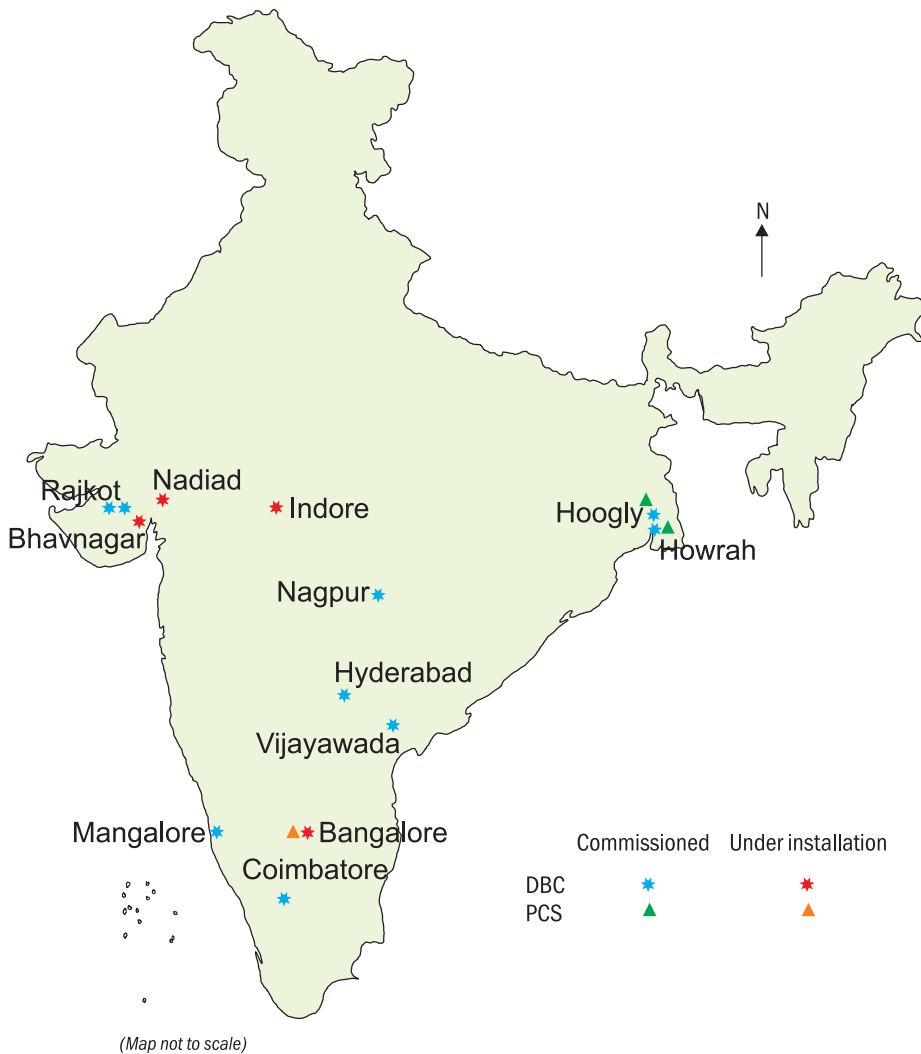 N
Nadiad
Rajkot
Indore
Hoogly
Bhavnagar
Howrah
Nagpur
Hyderabad
Vijayawada
Mangalore
Bangalore
Coimbatore
Commissioned Under installation
DBC
PCS
(Map not to scale)